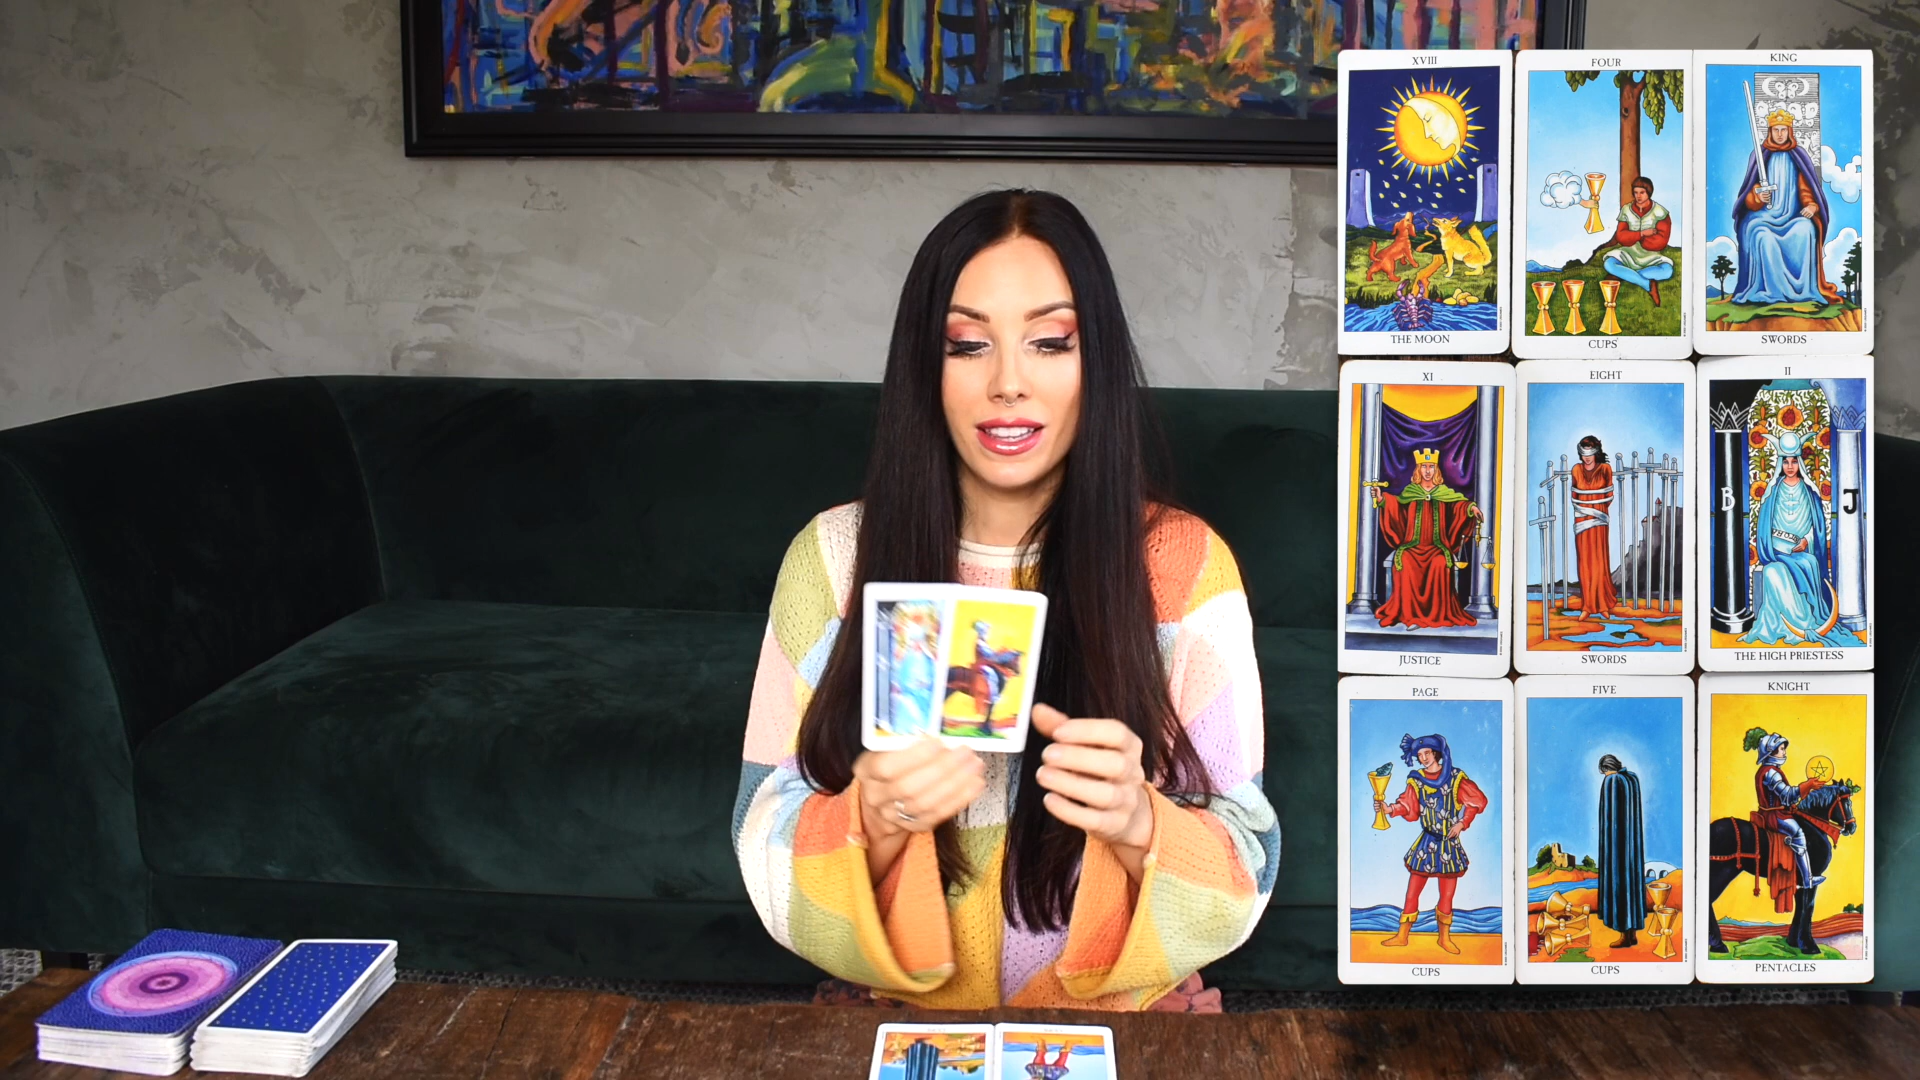 XVIII
THE MOON
FOUR
CUPS
KING
SWORDS
XI
JUSTICE
EIGHT
SWORDS
II
B
J
THE HIGH PRIESTESS
PAGE
CUPS
FIVE
CUPS
KNIGHT
PENTACLES